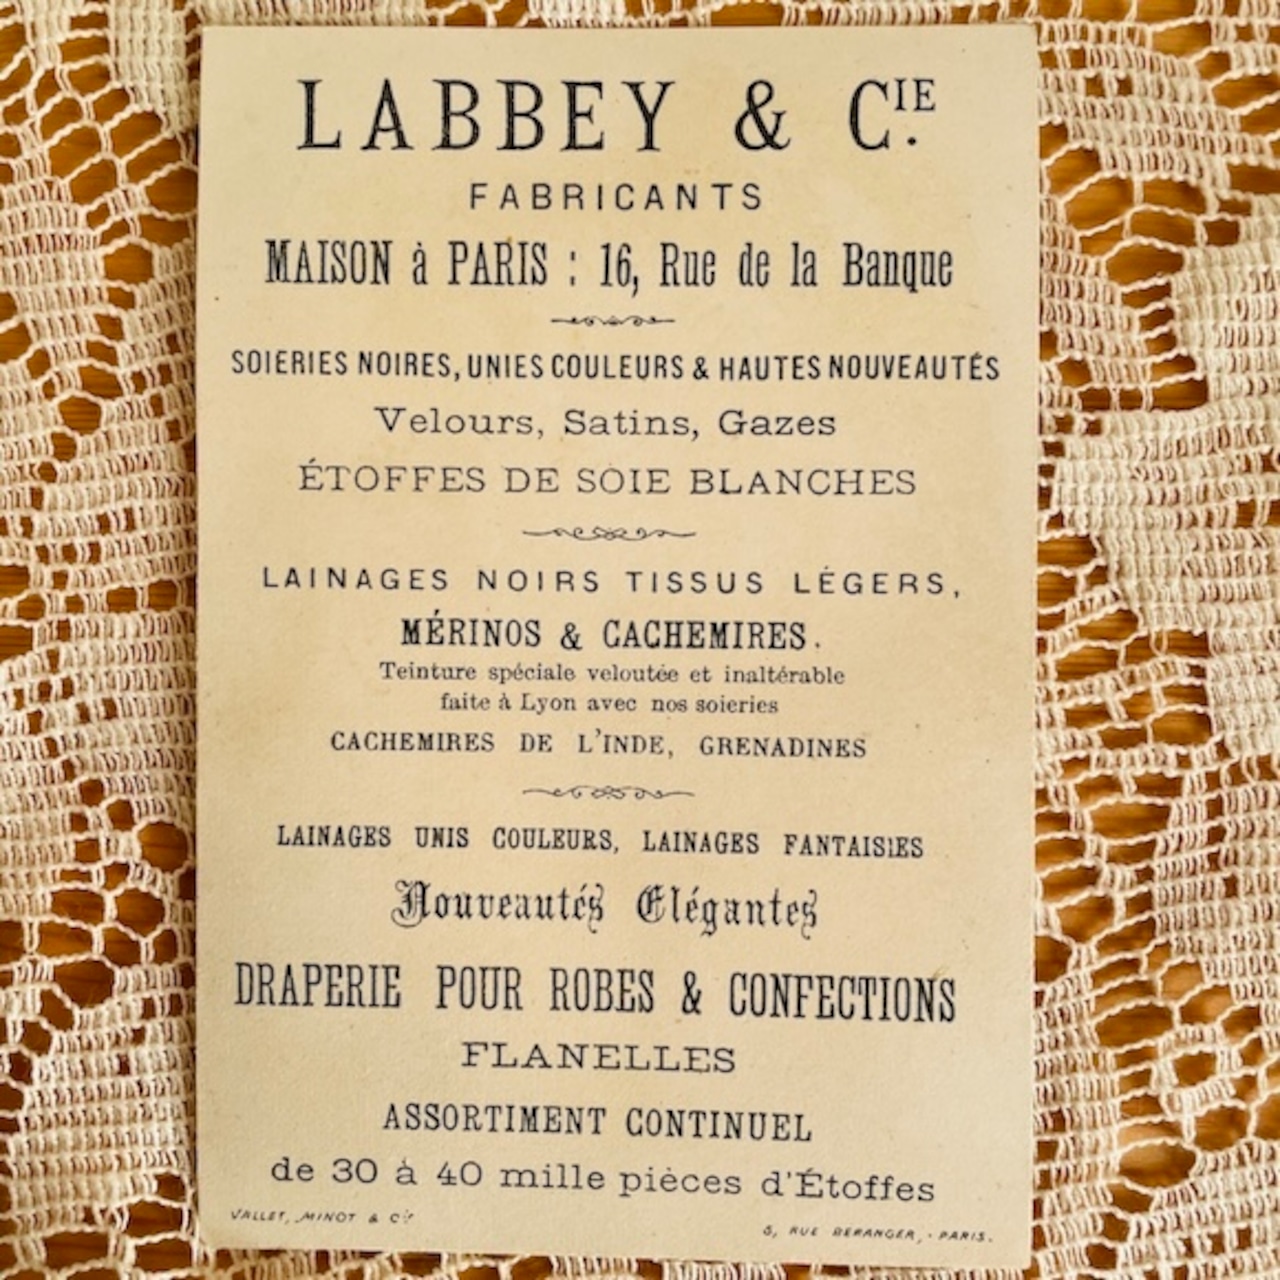 LABBEY & CIE.
FABRICANTS
MAISON à PARIS : 16, Rue de la Banque
SOIERIES NOIRES, UNIES COULEURS & HAUTES NOUVEAUTÉS
Velours, Satins, Gazes
ÉTOFFES DE SOIE BLANCHES
LAINAGES NOIRS TISSUS LÉGERS,
MÉRINOS & CACHEMIRES.
Teinture spéciale veloutée et inaltérable
faite à Lyon avec nos soieries
CACHEMIRES DE L'INDE, GRENADINES
LAINAGES UNIS COULEURS, LAINAGES FANTAISIES
Nouveautés Elégantes
DRAPERIE POUR ROBES & CONFECTIONS
FLANELLES
ASSORTIMENT CONTINUEL
de 30 à 40 mille pièces d'Étoffes
VALLET, MINOT & Cie
5, RUE BERANGER, - PARIS.